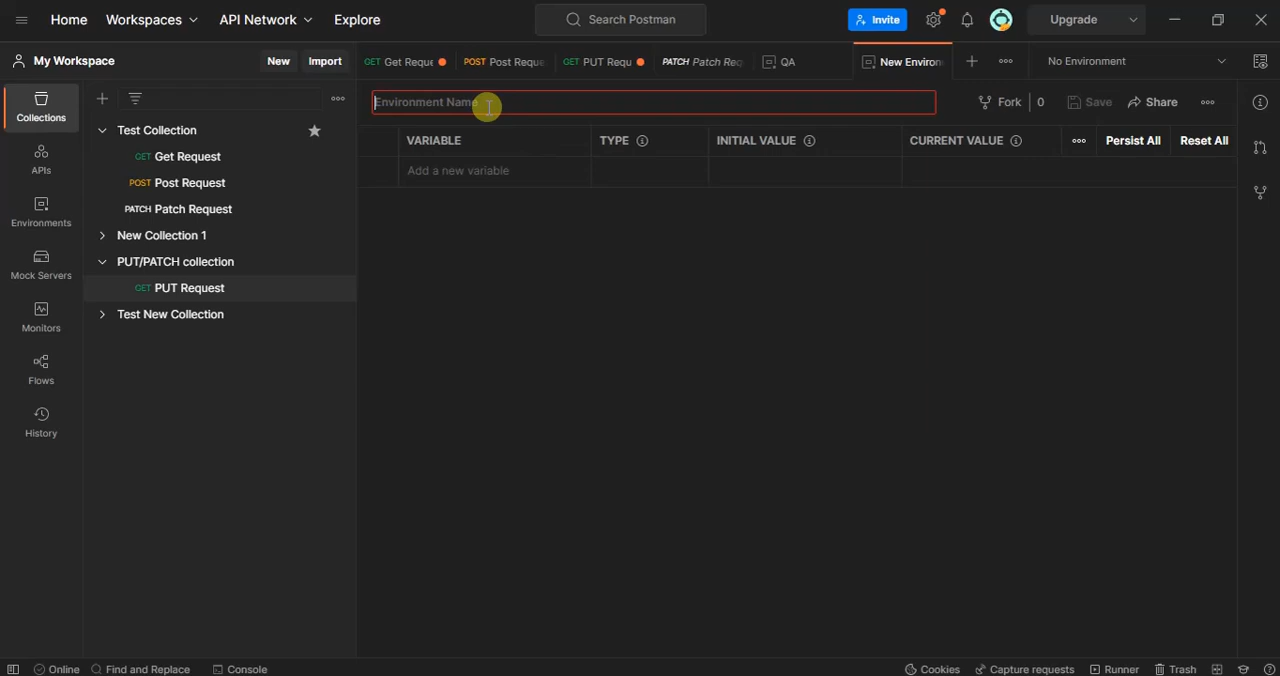 Home Workspaces API Network Explore Search Postman Invite Upgrade
My Workspace New Import GET Get Reque POST Post Reque GET PUT Requ PATCH Patch Req QA New Environ No Environment
Environment Name Fork 0 Save Share
Collections
APIs
Environments
Mock Servers
Monitors
Flows
History
Test Collection
GET Get Request
POST Post Request
PATCH Patch Request
New Collection 1
PUT/PATCH collection
GET PUT Request
Test New Collection
VARIABLE TYPE INITIAL VALUE CURRENT VALUE Persist All Reset All
Add a new variable
Online Find and Replace Console Cookies Capture requests Runner Trash